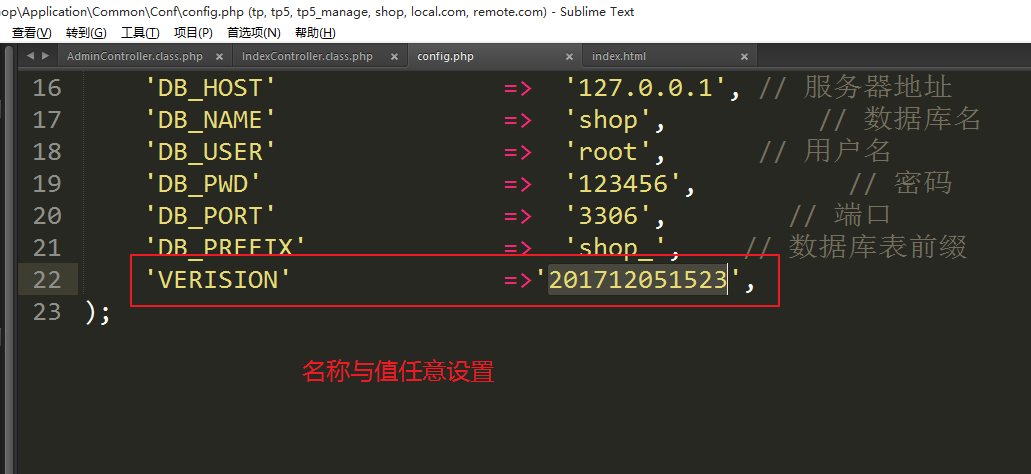 hop\Application\Common\Conf\config.php (tp, tp5, tp5_manage, shop, local.com, remote.com) - Sublime Text
查看(V) 转到(G) 工具(T) 项目(P) 首选项(N) 帮助(H)
AdminController.class.php × IndexController.class.php × config.php × index.html ×
16 'DB_HOST' => '127.0.0.1', // 服务器地址
17 'DB_NAME' => 'shop', // 数据库名
18 'DB_USER' => 'root', // 用户名
19 'DB_PWD' => '123456', // 密码
20 'DB_PORT' => '3306', // 端口
21 'DB_PREFIX' => 'shop_', // 数据库表前缀
22 'VERISION' =>'201712051523',
23 );
名称与值任意设置